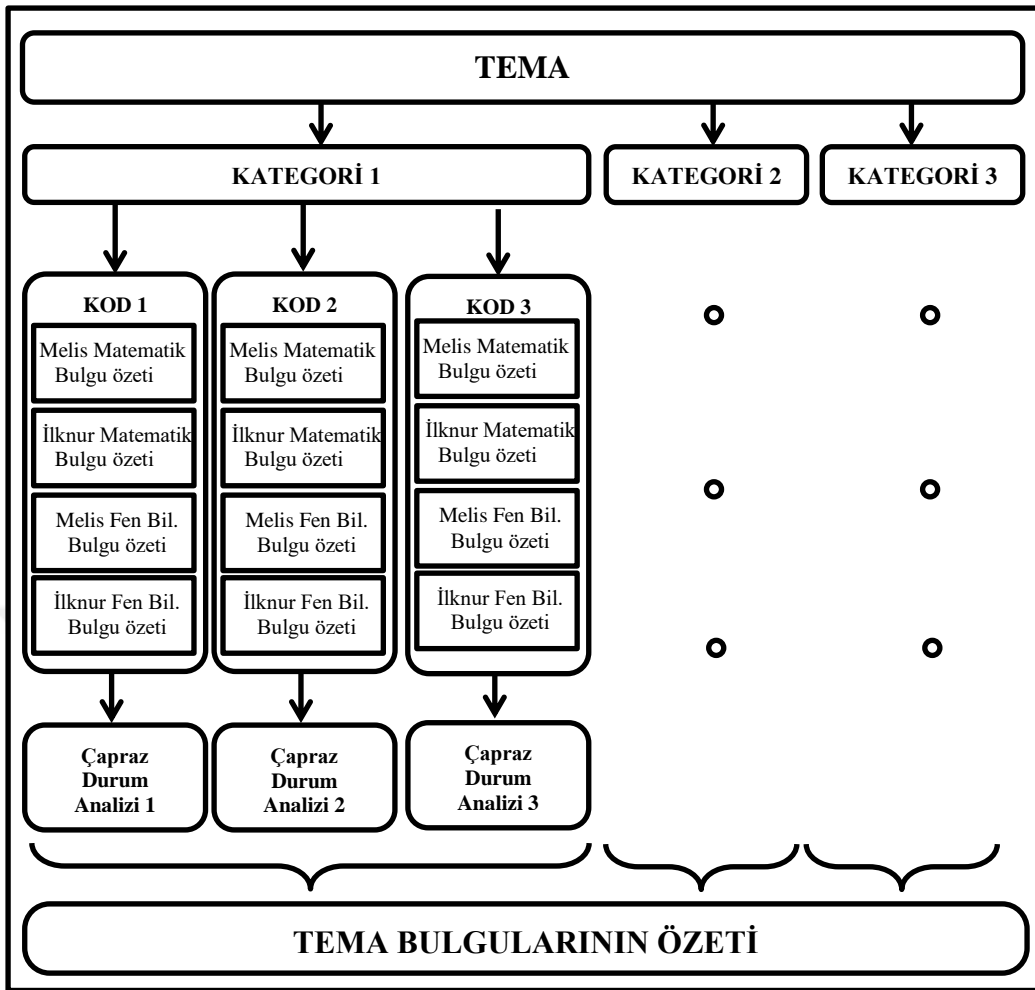 TEMA
KATEGORİ 1
KATEGORİ 2
KATEGORİ 3
KOD 1
Melis Matematik
Bulgu özeti
İlknur Matematik
Bulgu özeti
Melis Fen Bil.
Bulgu özeti
İlknur Fen Bil.
Bulgu özeti
KOD 2
Melis Matematik
Bulgu özeti
İlknur Matematik
Bulgu özeti
Melis Fen Bil.
Bulgu özeti
İlknur Fen Bil.
Bulgu özeti
KOD 3
Melis Matematik
Bulgu özeti
İlknur Matematik
Bulgu özeti
Melis Fen Bil.
Bulgu özeti
İlknur Fen Bil.
Bulgu özeti
Çapraz
Durum
Analizi 1
Çapraz
Durum
Analizi 2
Çapraz
Durum
Analizi 3
TEMA BULGULARININ ÖZETİ